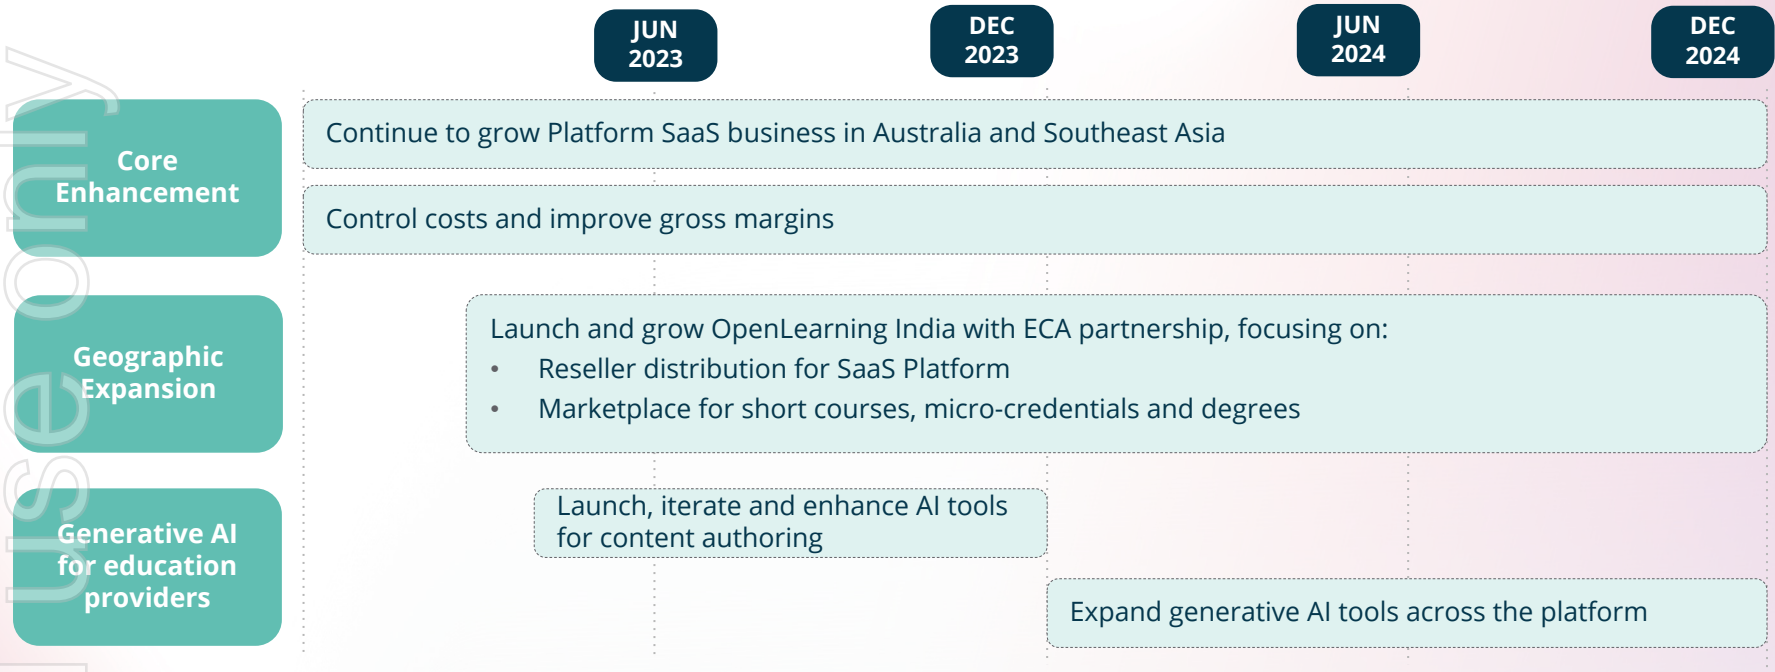 JUN
2023
DEC
2023
JUN
2024
DEC
2024
Core
Enhancement
Continue to grow Platform SaaS business in Australia and Southeast Asia
Control costs and improve gross margins
Geographic
Expansion
Launch and grow OpenLearning India with ECA partnership, focusing on:
• Reseller distribution for SaaS Platform
• Marketplace for short courses, micro-credentials and degrees
Generative AI
for education
providers
Launch, iterate and enhance AI tools
for content authoring
Expand generative AI tools across the platform
use only